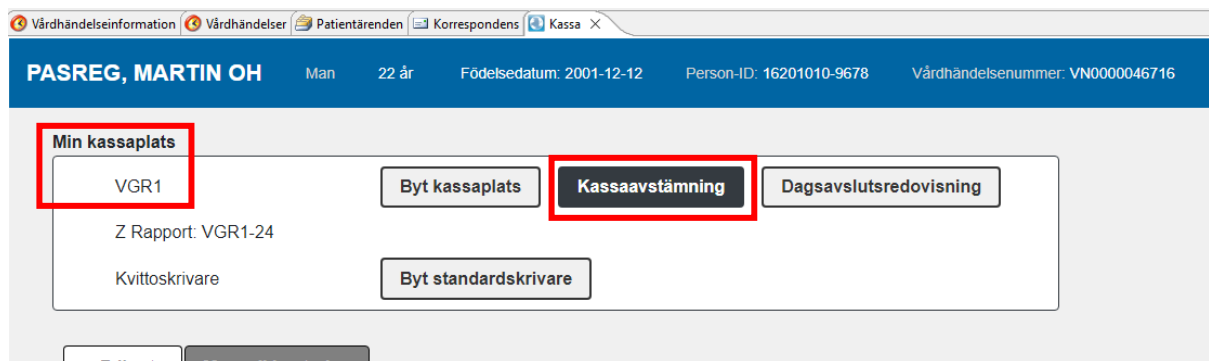 Vårdhändelseinformation Vårdhändelser Patientärenden Korrespondens Kassa
PASREG, MARTIN OH Man 22 år Födelsedatum: 2001-12-12 Person-ID: 16201010-9678 Vårdhändelsenummer: VN0000046716
Min kassaplats
VGR1 Byt kassaplats Kassaavstämning Dagsavslutsredovisning
Z Rapport: VGR1-24
Kvittoskrivare Byt standardskrivare